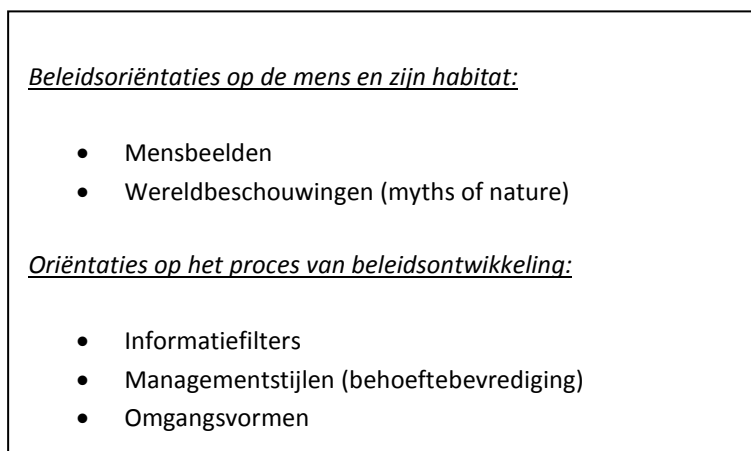 Beleidsoriëntaties op de mens en zijn habitat:
• Mensbeelden
• Wereldbeschouwingen (myths of nature)
Oriëntaties op het proces van beleidsontwikkeling:
• Informatiefilters
• Managementstijlen (behoeftebevrediging)
• Omgangsvormen